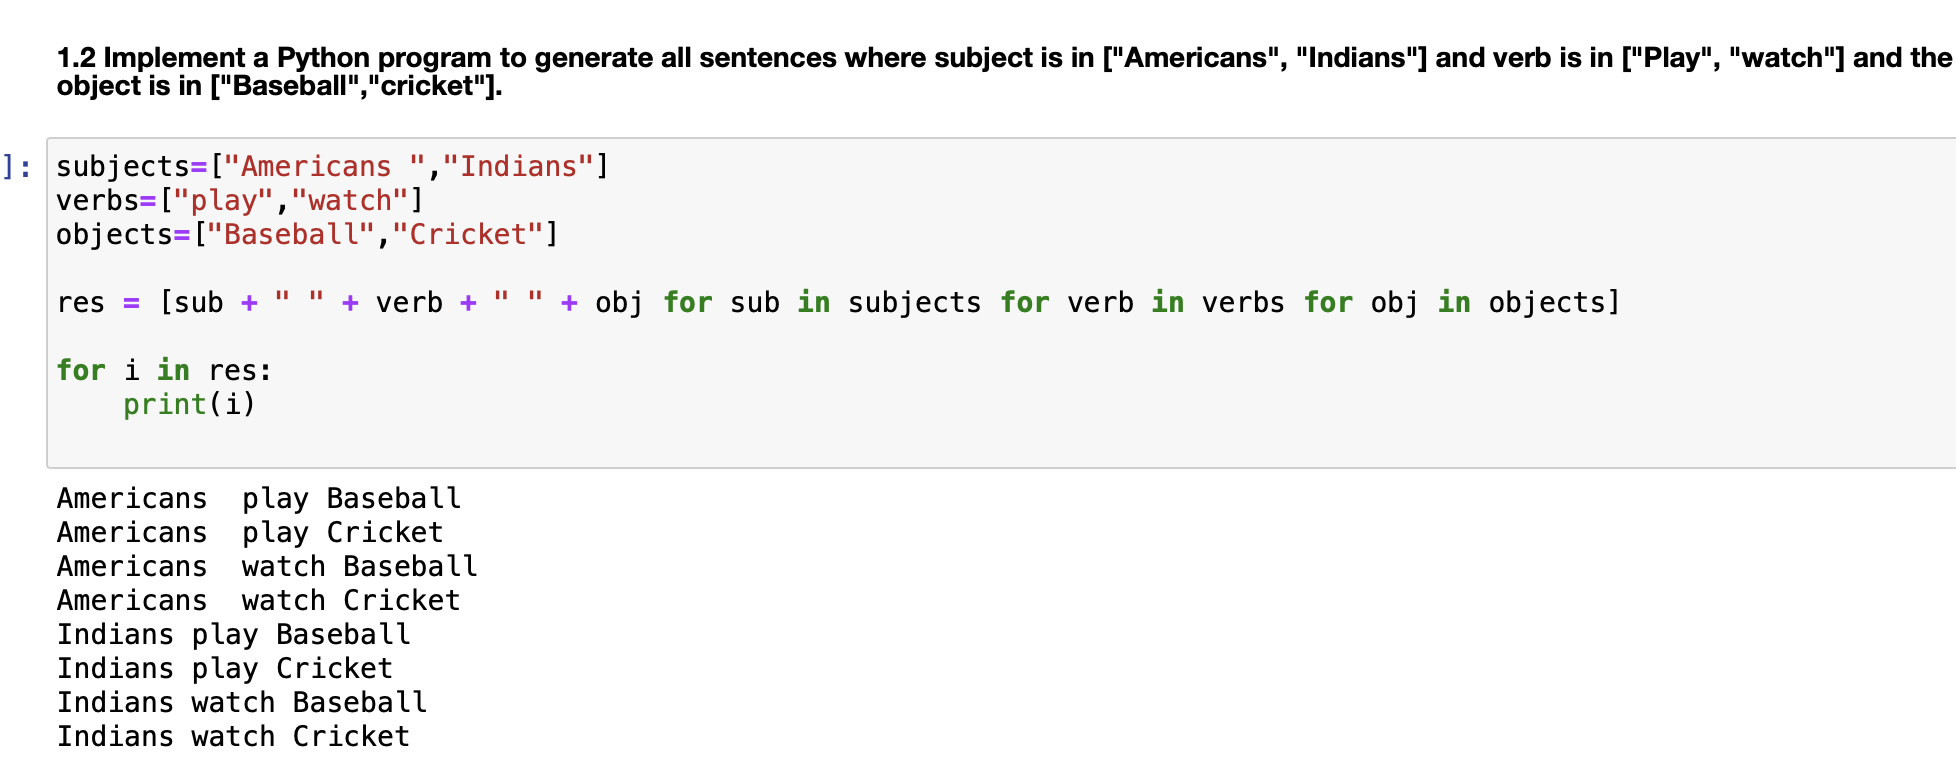 1.2 Implement a Python program to generate all sentences where subject is in ["Americans", "Indians"] and verb is in ["Play", "watch"] and the
object is in ["Baseball","cricket"].
]:
subjects=["Americans ","Indians"]
verbs=["play","watch"]
objects=["Baseball","Cricket"]
res = [sub + " " + verb + " " + obj for sub in subjects for verb in verbs for obj in objects]
for i in res:
    print(i)
Americans  play Baseball
Americans  play Cricket
Americans  watch Baseball
Americans  watch Cricket
Indians play Baseball
Indians play Cricket
Indians watch Baseball
Indians watch Cricket